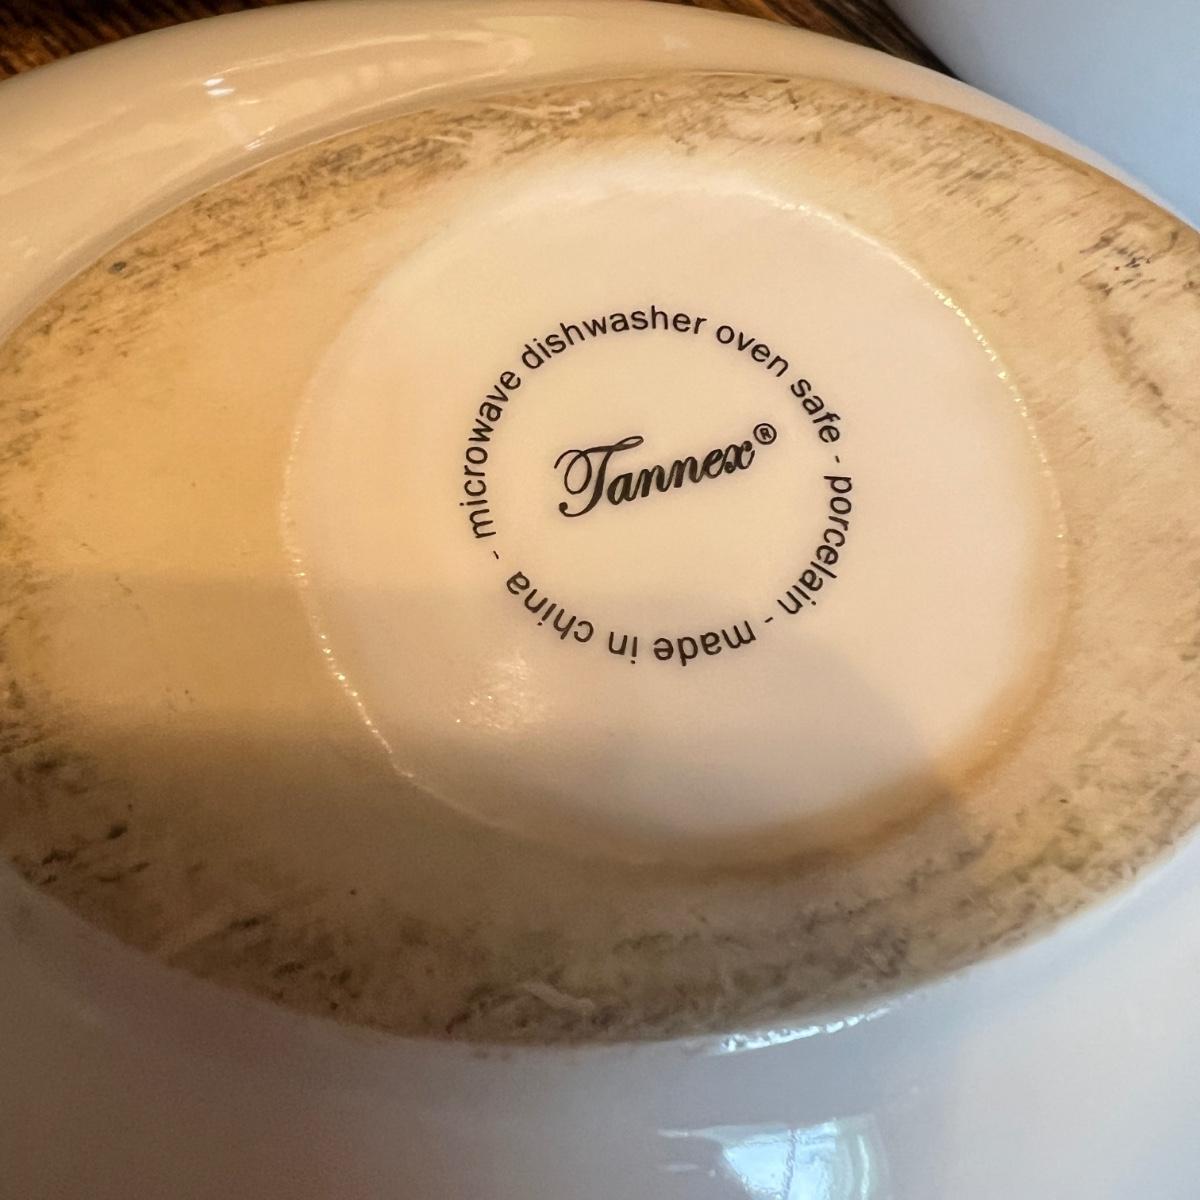 microwave dishwasher oven safe - porcelain - made in china -
Tannex®